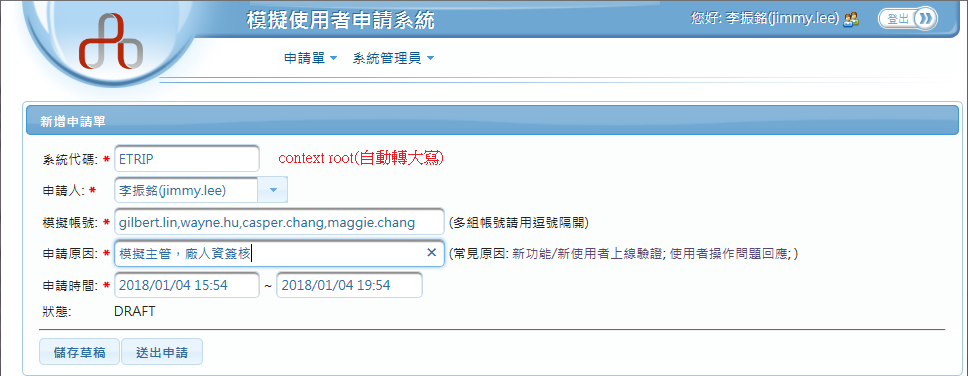 模擬使用者申請系統
您好: 李振銘(jimmy.lee)
登出
申請單 系統管理員
新增申請單
系統代碼: * ETRIP context root(自動轉大寫)
申請人: * 李振銘(jimmy.lee)
模擬帳號: * gilbert.lin,wayne.hu,casper.chang,maggie.chang (多組帳號請用逗號隔開)
申請原因: * 模擬主管，廠人資簽核 (常見原因: 新功能/新使用者上線驗證; 使用者操作問題回應; )
申請時間: * 2018/01/04 15:54 ~ 2018/01/04 19:54
狀態: DRAFT
儲存草稿 送出申請